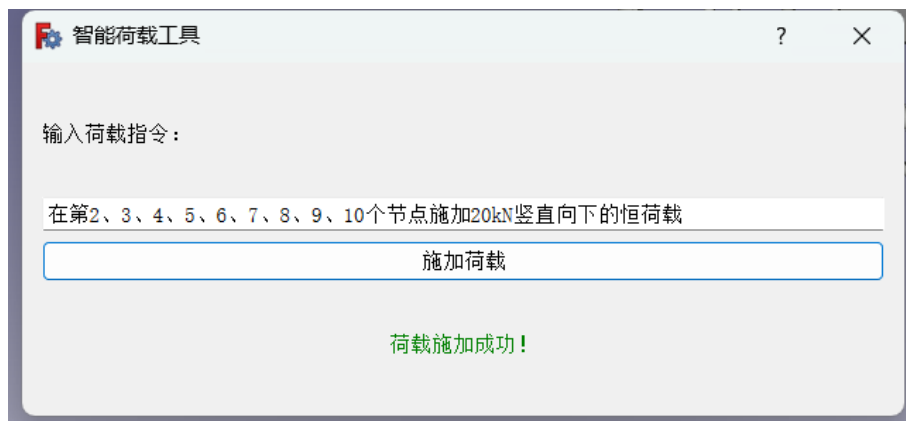 智能荷载工具
?
输入荷载指令:
在第2、3、4、5、6、7、8、9、10个节点施加20kN竖直向下的恒荷载
施加荷载
荷载施加成功!